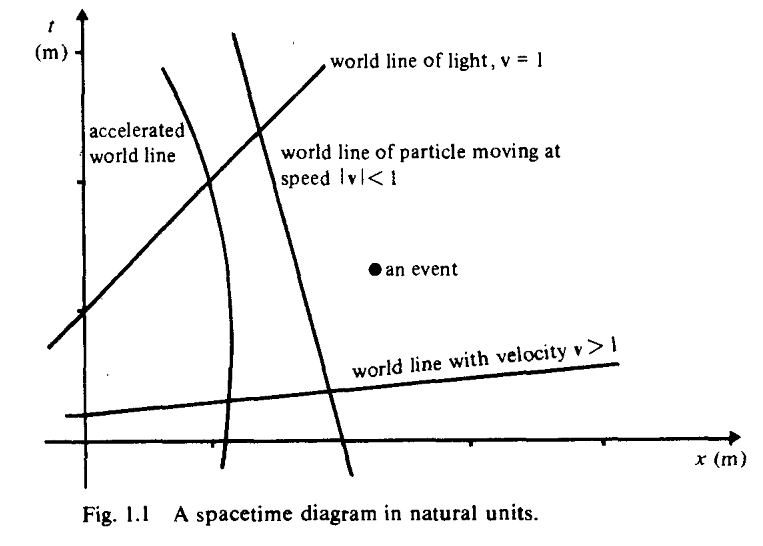 t
(m)
world line of light, v = 1
accelerated
world line
world line of particle moving at
speed |v| < 1
an event
world line with velocity v > 1
x (m)
Fig. 1.1 A spacetime diagram in natural units.